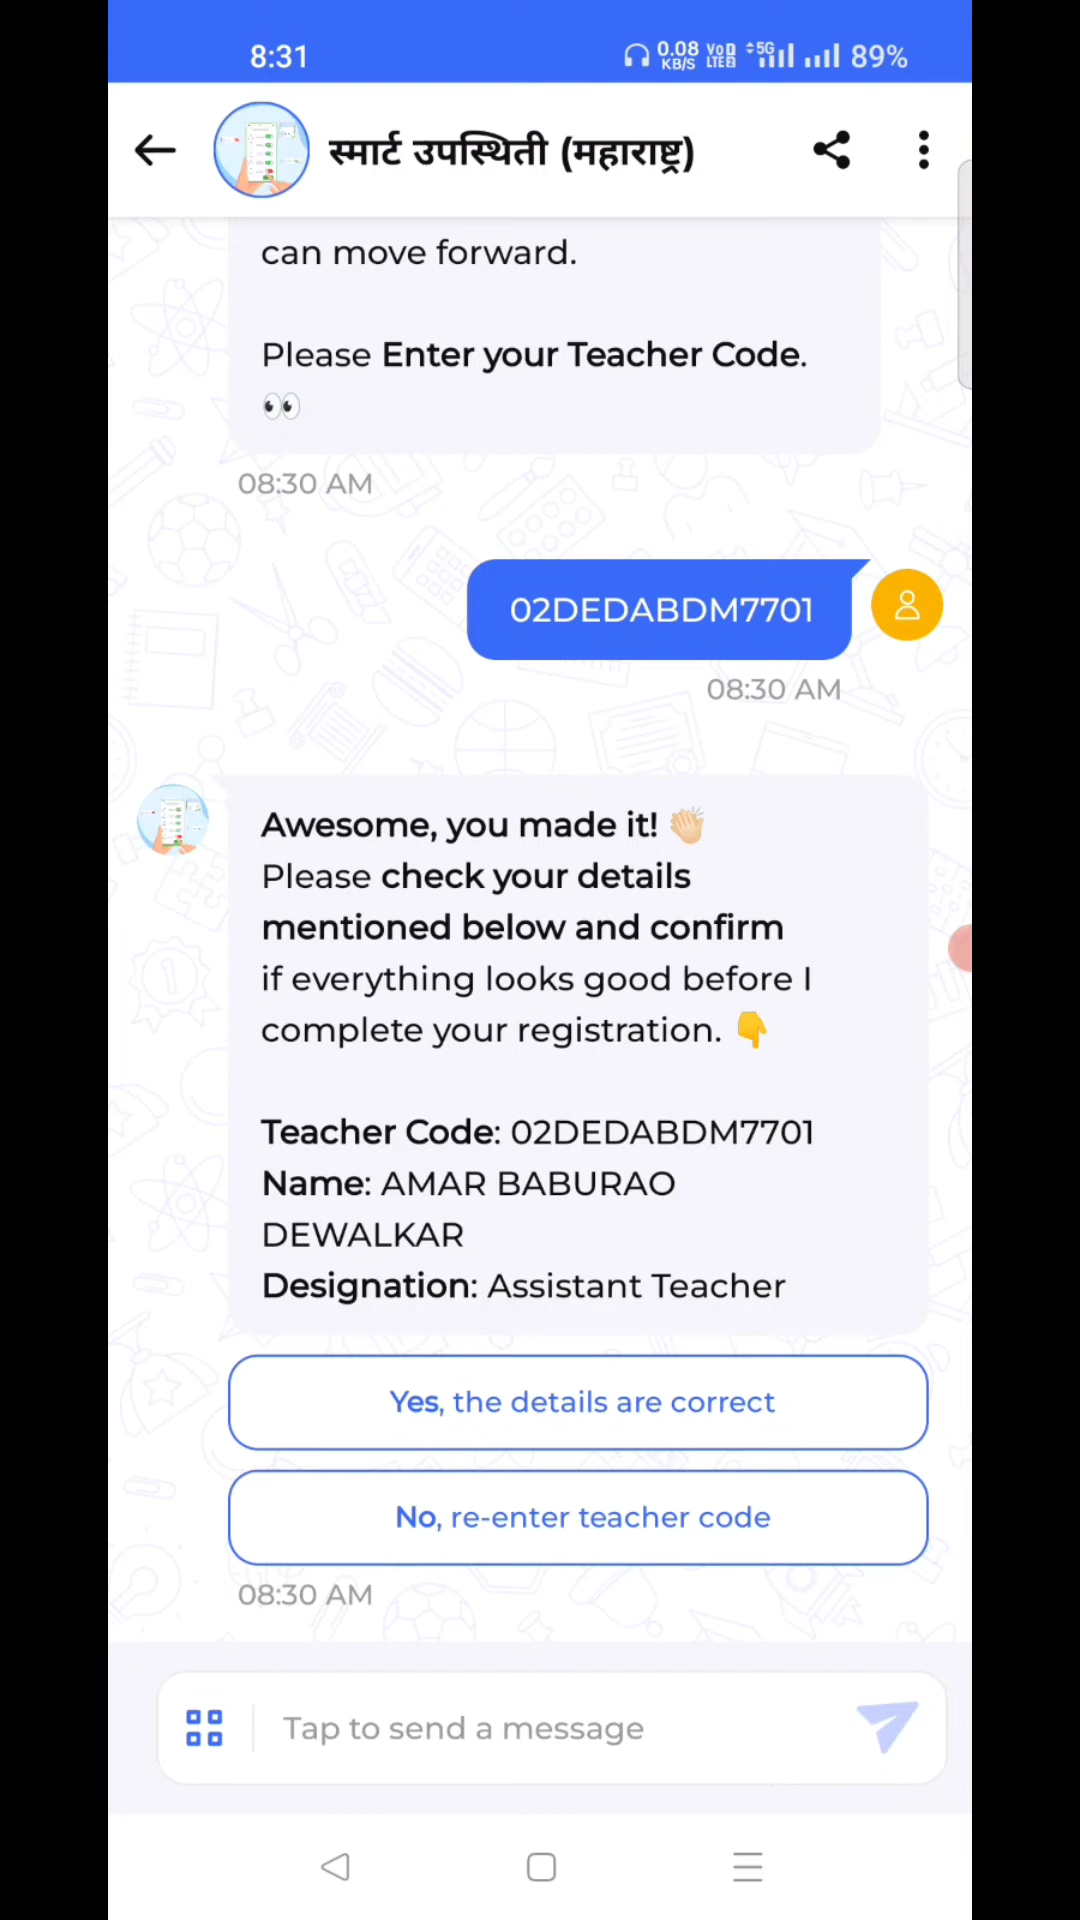 8:31
0.08 KB/S Vo LTE2 5G 89%
स्मार्ट उपस्थिती (महाराष्ट्र)
can move forward.
Please Enter your Teacher Code.
👀
08:30 AM
02DEDABDM7701
08:30 AM
Awesome, you made it! 👏🏻
Please check your details
mentioned below and confirm
if everything looks good before I
complete your registration. 👇
Teacher Code: 02DEDABDM7701
Name: AMAR BABURAO
DEWALKAR
Designation: Assistant Teacher
Yes, the details are correct
No, re-enter teacher code
08:30 AM
Tap to send a message